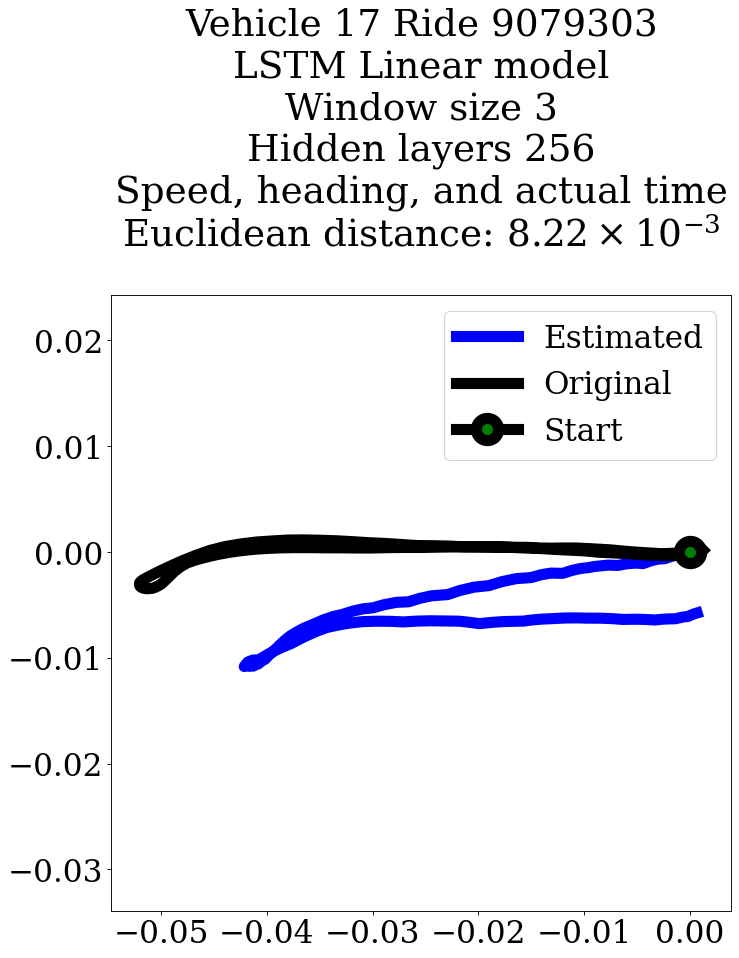 Vehicle 17 Ride 9079303
LSTM Linear model
Window size 3
Hidden layers 256
Speed, heading, and actual time
Euclidean distance: 8.22 × 10⁻³
Estimated
Original
Start
0.02
0.01
0.00
−0.01
−0.02
−0.03
−0.05 −0.04 −0.03 −0.02 −0.01 0.00